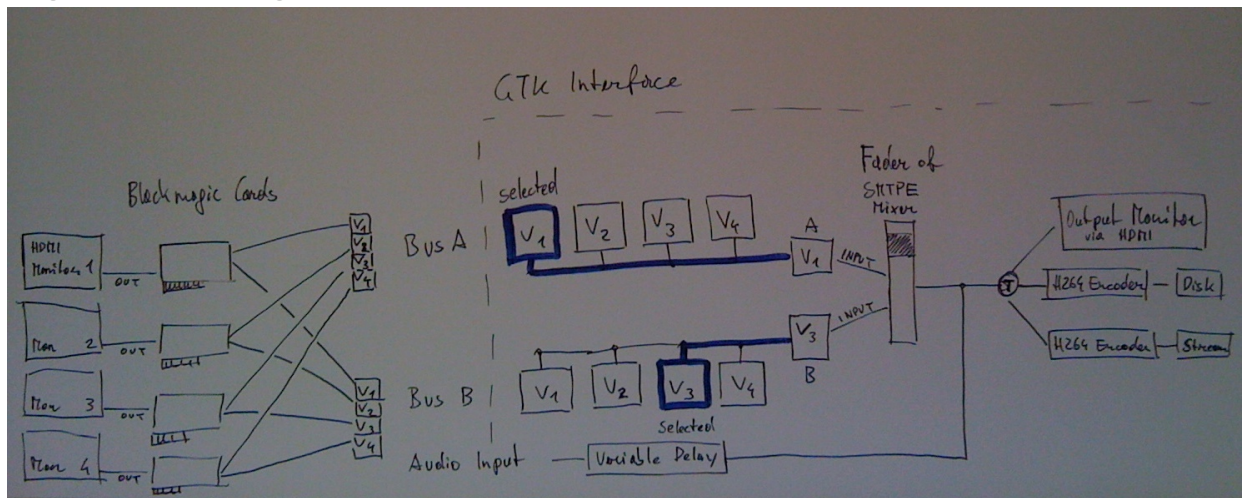 GTK Interface
Blackmagic Cards
HDMI
Monitor 1
OUT
Mon 2
OUT
Mon 3
OUT
Mon 4
OUT
V1
V2
V3
V4
V1
V2
V3
V4
Bus A
selected
V1
V2
V3
V4
A
V1
INPUT
Bus B
V1
V2
V3
V4
selected
V3
B
INPUT
Audio Input
Variable Delay
Fader of
SMTPE
Mixer
T
Output Monitor
via HDMI
H264 Encoder
Disk
H264 Encoder
Stream